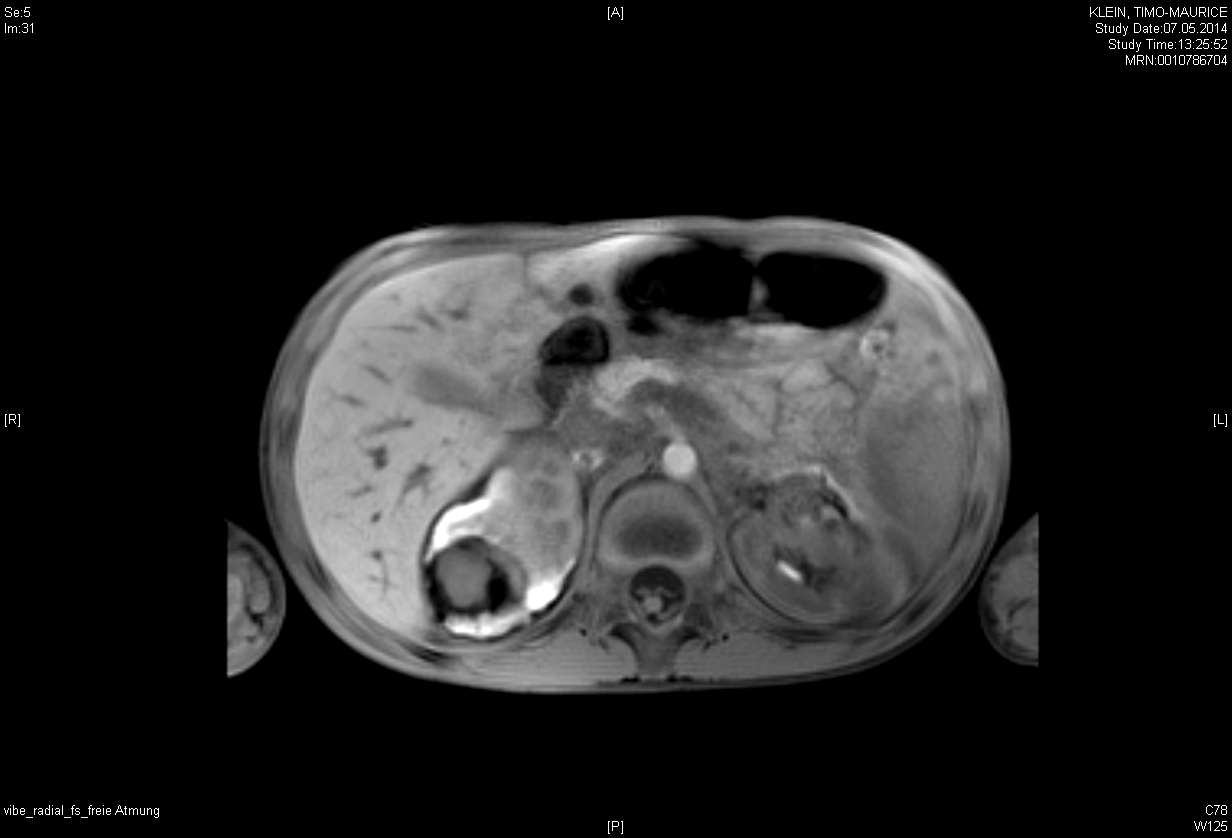 Se:5
Im:31
[A]
KLEIN, TIMO-MAURICE
Study Date:07.05.2014
Study Time:13:25:52
MRN:0010786704
[R]
[L]
vibe_radial_fs_freie Atmung
[P]
C78
W125